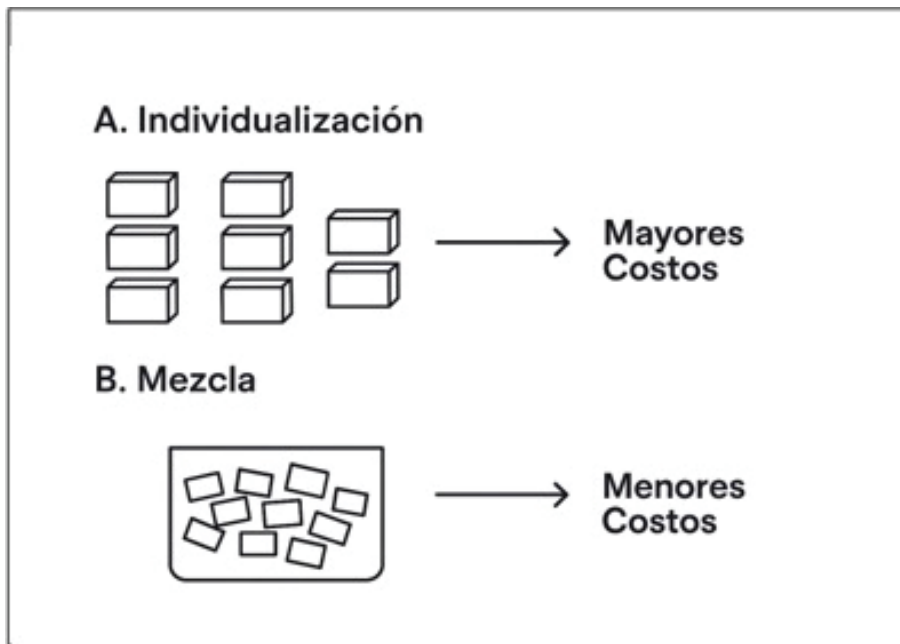 A. Individualización
Mayores
Costos
B. Mezcla
Menores
Costos